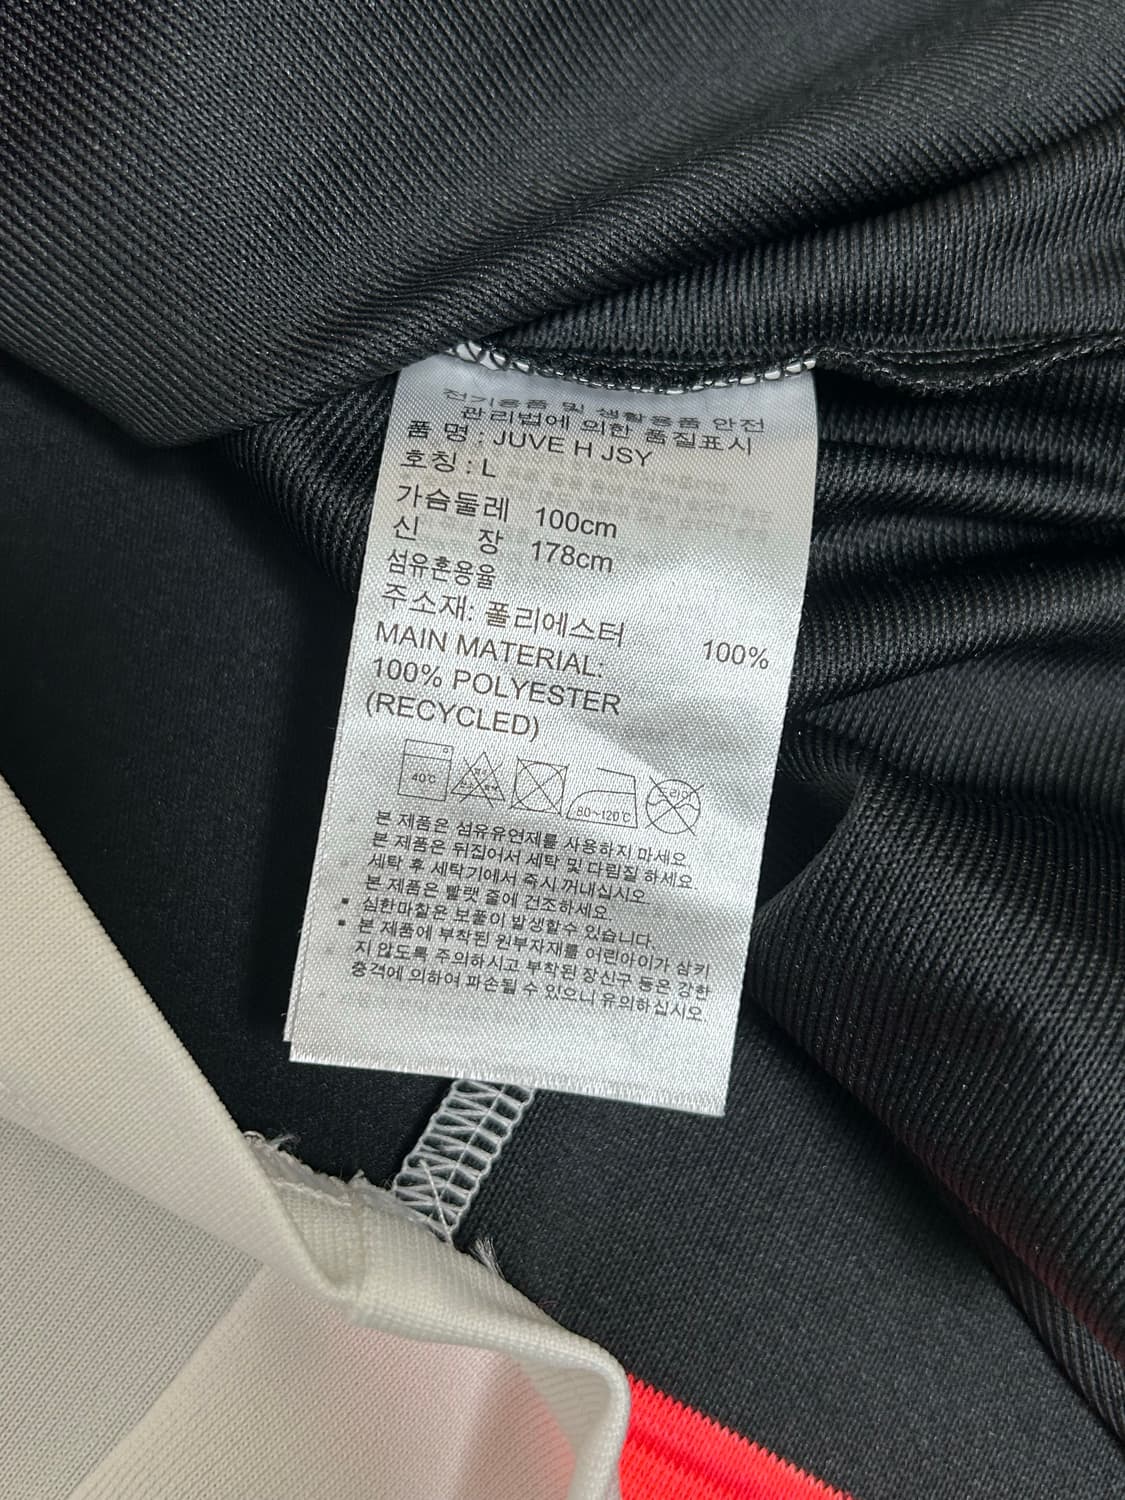 전기용품 및 생활용품 안전
관리법에 의한 품질표시
품 명 : JUVE H JSY
호칭 : L
가슴둘레 100cm
신 장 178cm
섬유혼용율
주소재: 폴리에스터 100%
MAIN MATERIAL:
100% POLYESTER
(RECYCLED)
40℃
80~120℃
본 제품은 섬유유연제를 사용하지 마세요.
본 제품은 뒤집어서 세탁 및 다림질 하세요.
세탁 후 세탁기에서 즉시 꺼내십시오.
본 제품은 빨랫 줄에 건조하세요.
▪ 심한마찰은 보풀이 발생할수 있습니다.
▪ 본 제품에 부착된 원부자재를 어린아이가 삼키
지 않도록 주의하시고 부착된 장신구 등은 강한
충격에 의하여 파손될 수 있으니 유의하십시오.